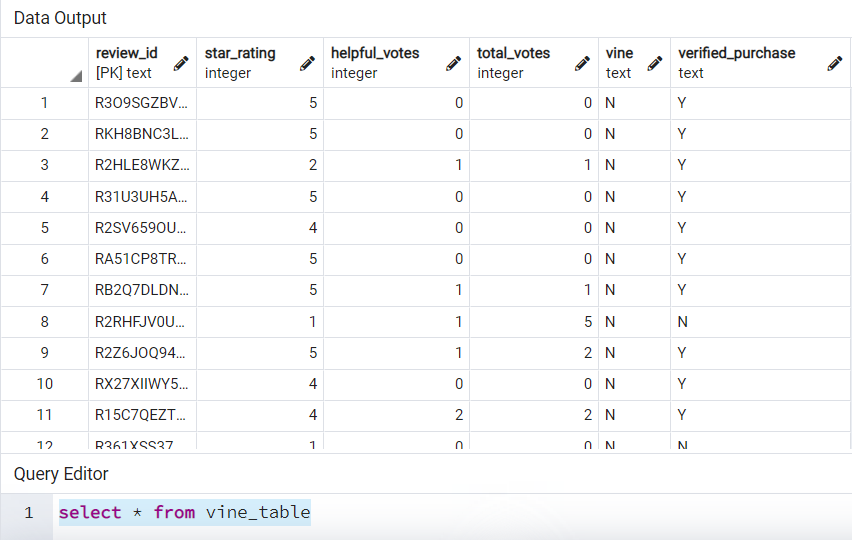 Data Output
review_id star_rating helpful_votes total_votes vine verified_purchase
[PK] text integer integer integer text text
1 R3O9SGZBV... 5 0 0 N Y
2 RKH8BNC3L... 5 0 0 N Y
3 R2HLE8WKZ... 2 1 1 N Y
4 R31U3UH5A... 5 0 0 N Y
5 R2SV659OU... 4 0 0 N Y
6 RA51CP8TR... 5 0 0 N Y
7 RB2Q7DLDN... 5 1 1 N Y
8 R2RHFJV0U... 1 1 5 N N
9 R2Z6JOQ94... 5 1 2 N Y
10 RX27XIIWY5... 4 0 0 N Y
11 R15C7QEZT... 4 2 2 N Y
12 R361XSS37 1 0 0 N N
Query Editor
1 select * from vine_table